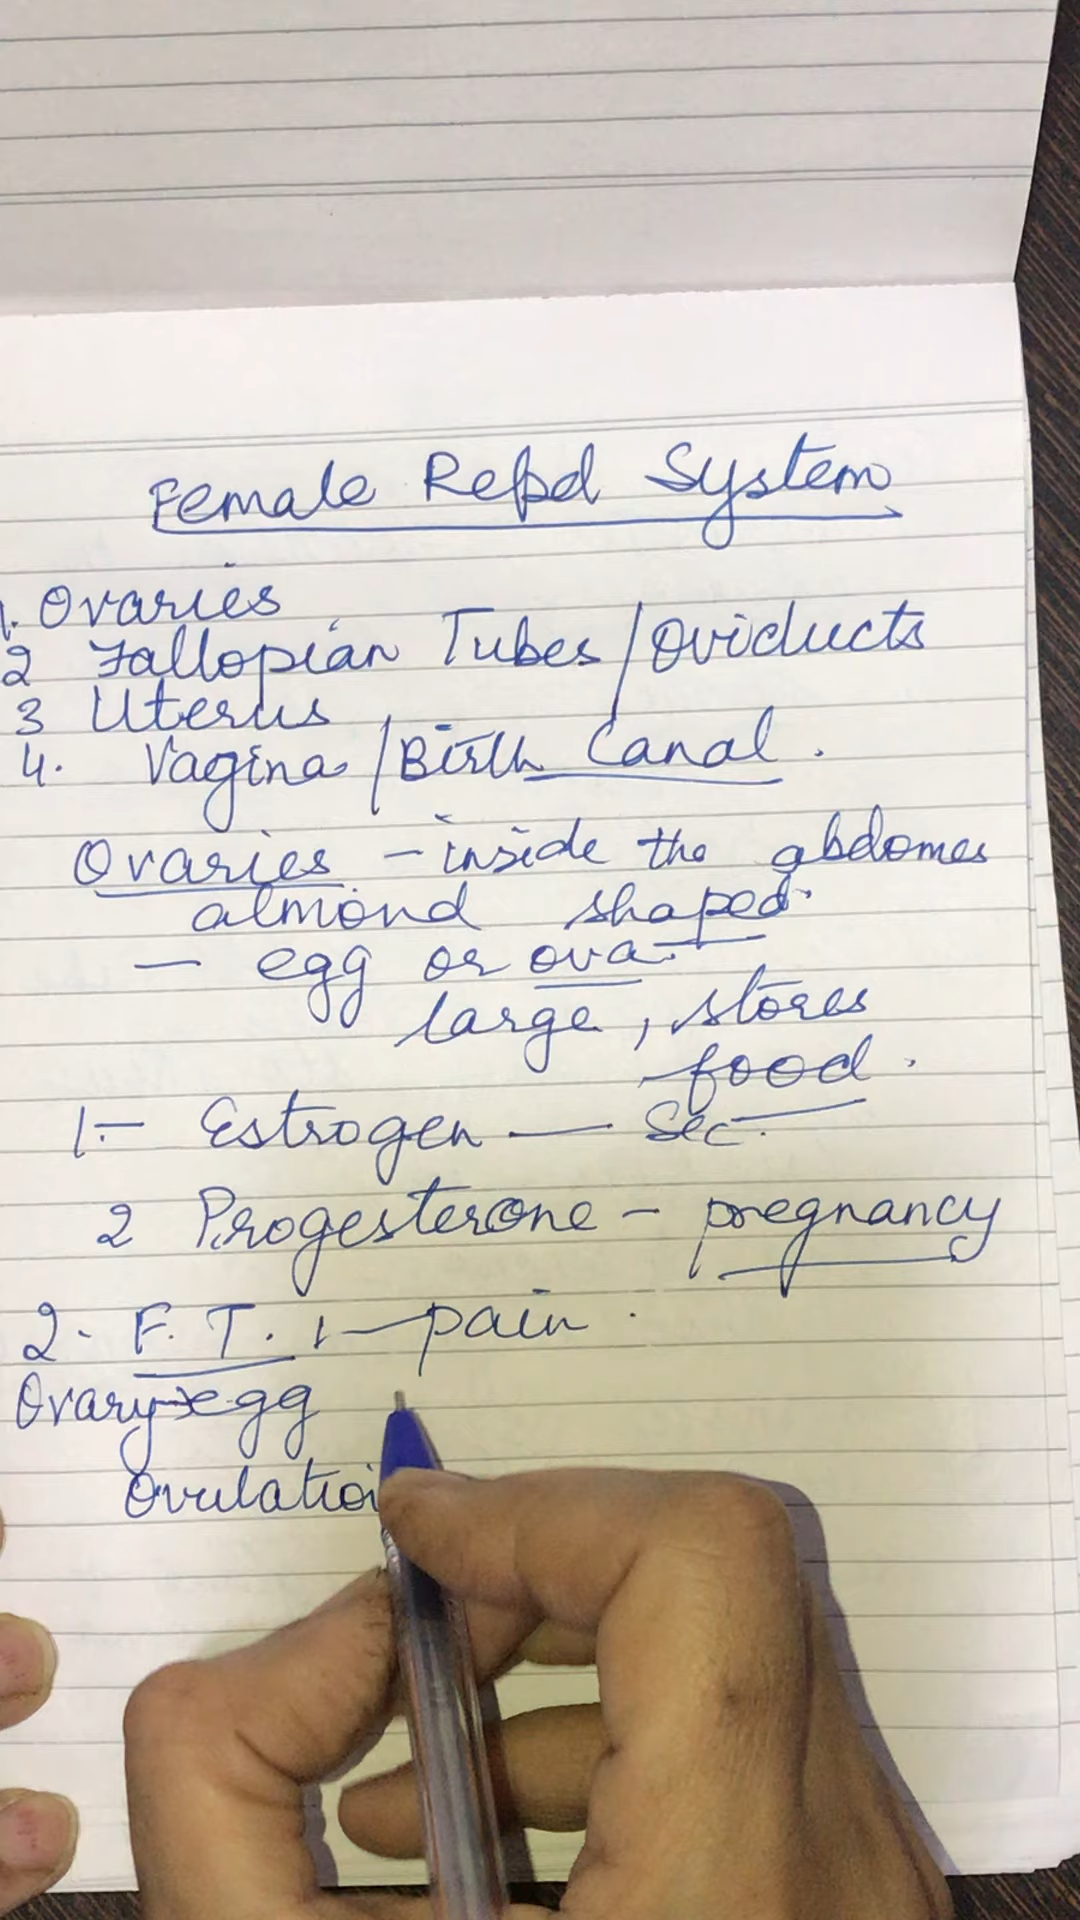 Female Repd System
1. Ovaries
2 Fallopian Tubes / Oviducts
3 Uterus
4. Vagina / Birth Canal.
Ovaries - inside the abdomen
almond shaped.
- egg or ova
large, stores
food.
1.- Estrogen - Sec.
2 Progesterone - pregnancy
2. F. T. :- pain
Ovary → egg
Ovulation